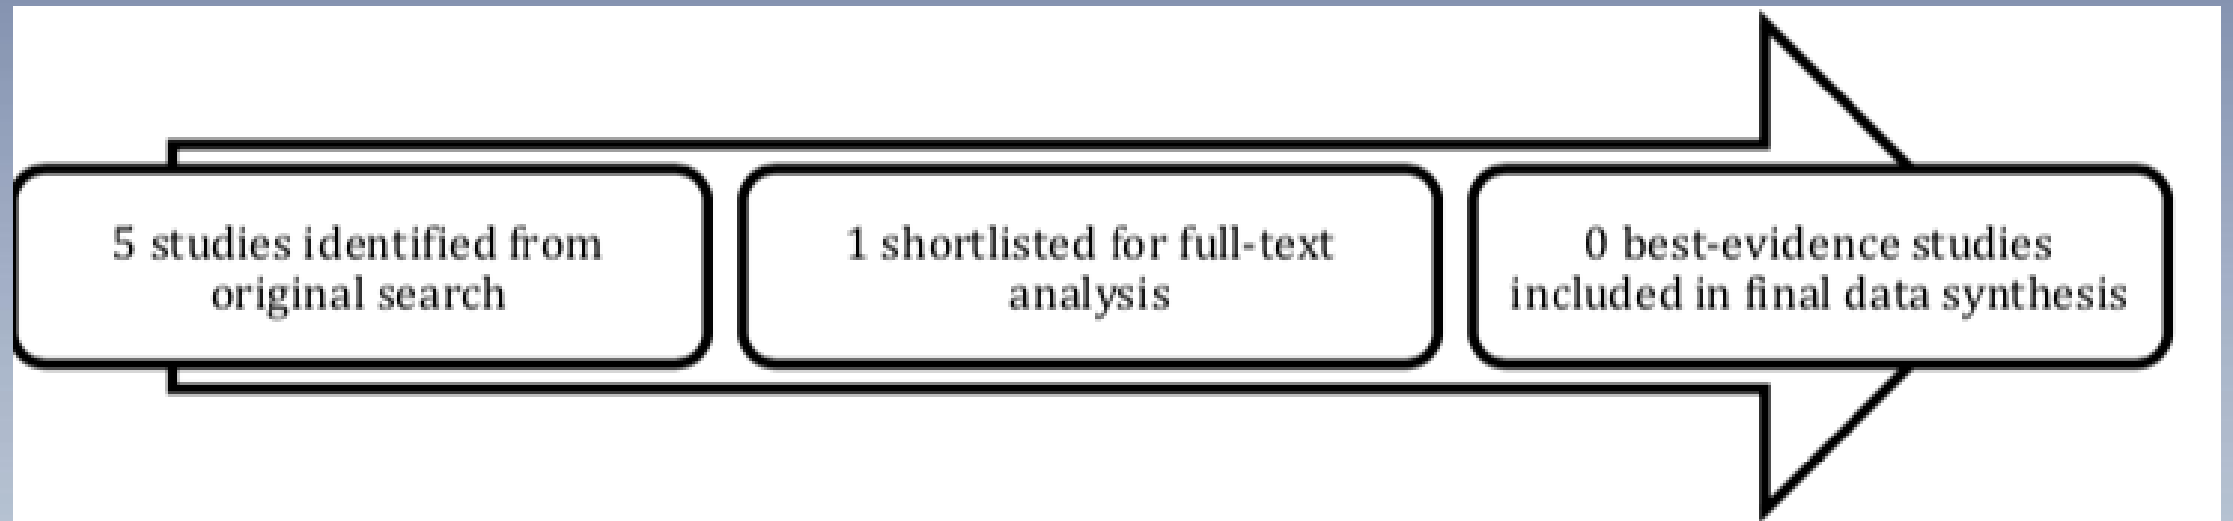 5 studies identified from
original search
1 shortlisted for full-text
analysis
0 best-evidence studies
included in final data synthesis